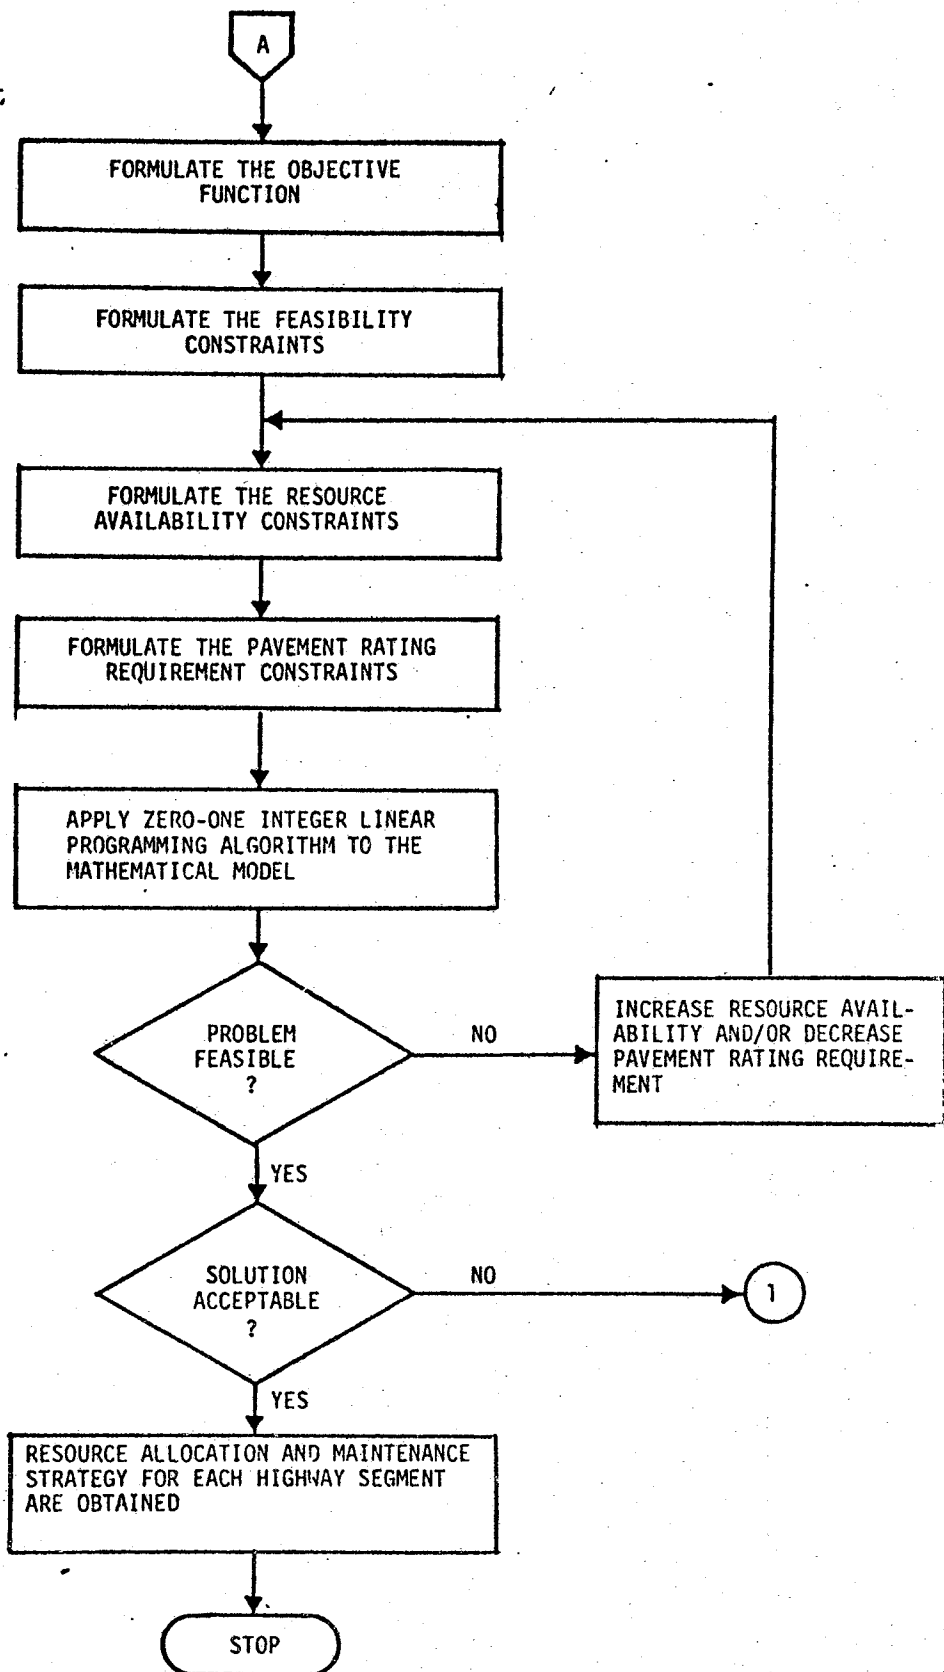 A
FORMULATE THE OBJECTIVE
FUNCTION
FORMULATE THE FEASIBILITY
CONSTRAINTS
FORMULATE THE RESOURCE
AVAILABILITY CONSTRAINTS
FORMULATE THE PAVEMENT RATING
REQUIREMENT CONSTRAINTS
APPLY ZERO-ONE INTEGER LINEAR
PROGRAMMING ALGORITHM TO THE
MATHEMATICAL MODEL
PROBLEM
FEASIBLE
?
NO
INCREASE RESOURCE AVAIL-
ABILITY AND/OR DECREASE
PAVEMENT RATING REQUIRE-
MENT
YES
SOLUTION
ACCEPTABLE
?
NO
1
YES
RESOURCE ALLOCATION AND MAINTENANCE
STRATEGY FOR EACH HIGHWAY SEGMENT
ARE OBTAINED
STOP